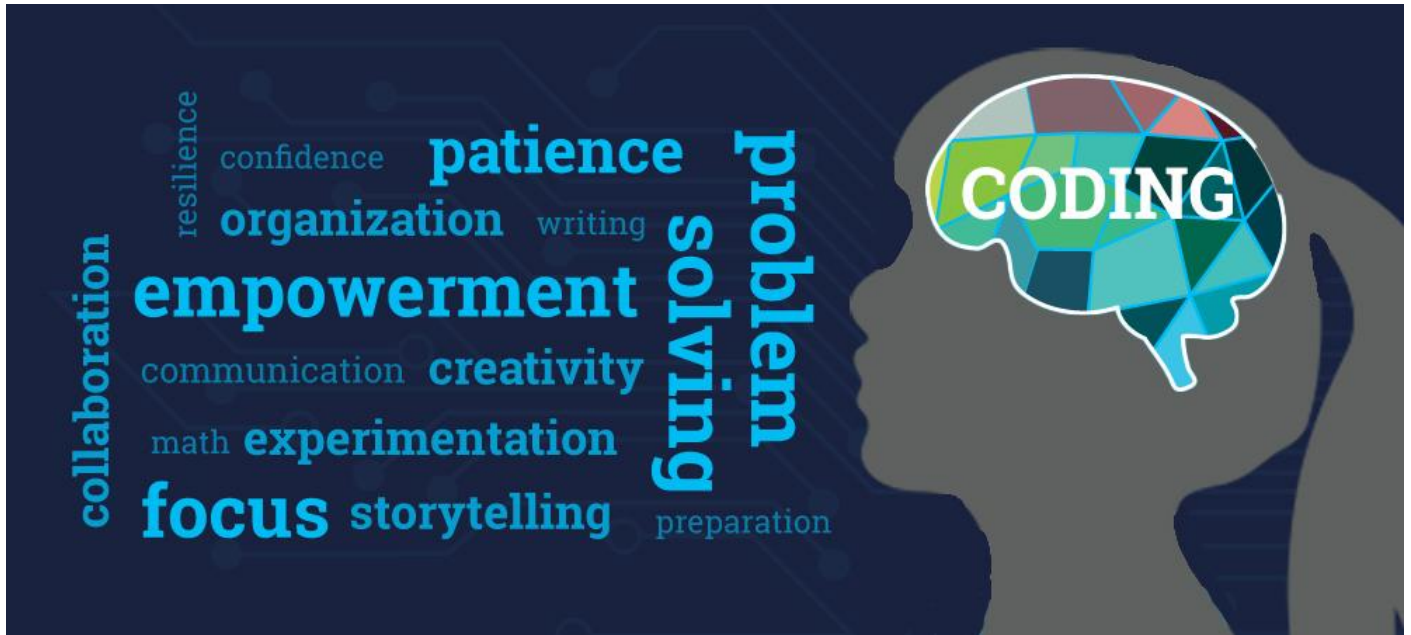 resilience
confidence
patience
problem
organization
writing
solving
collaboration
empowerment
communication
creativity
math
experimentation
focus
storytelling
preparation
CODING